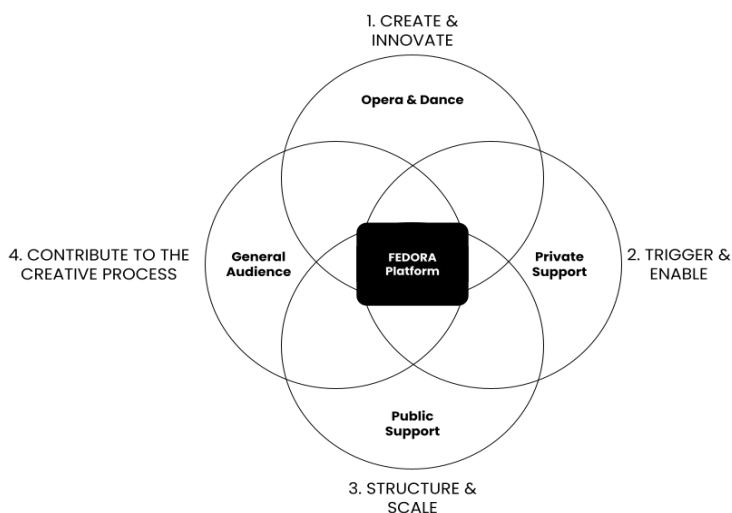 1. CREATE &
INNOVATE
Opera & Dance
4. CONTRIBUTE TO THE
CREATIVE PROCESS
General
Audience
FEDORA
Platform
Private
Support
2. TRIGGER &
ENABLE
Public
Support
3. STRUCTURE &
SCALE